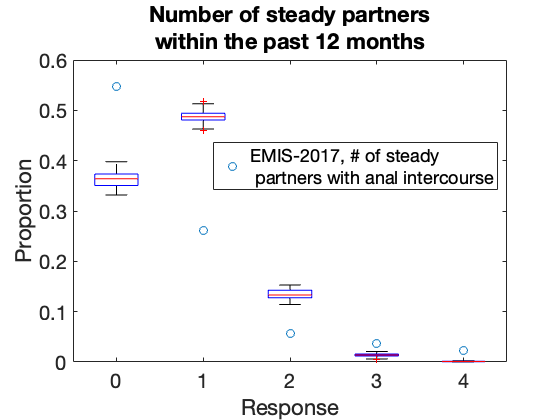 Number of steady partners
within the past 12 months
0.6
0.5
0.4
0.3
0.2
0.1
0
Proportion
EMIS-2017, # of steady
partners with anal intercourse
0 1 2 3 4
Response